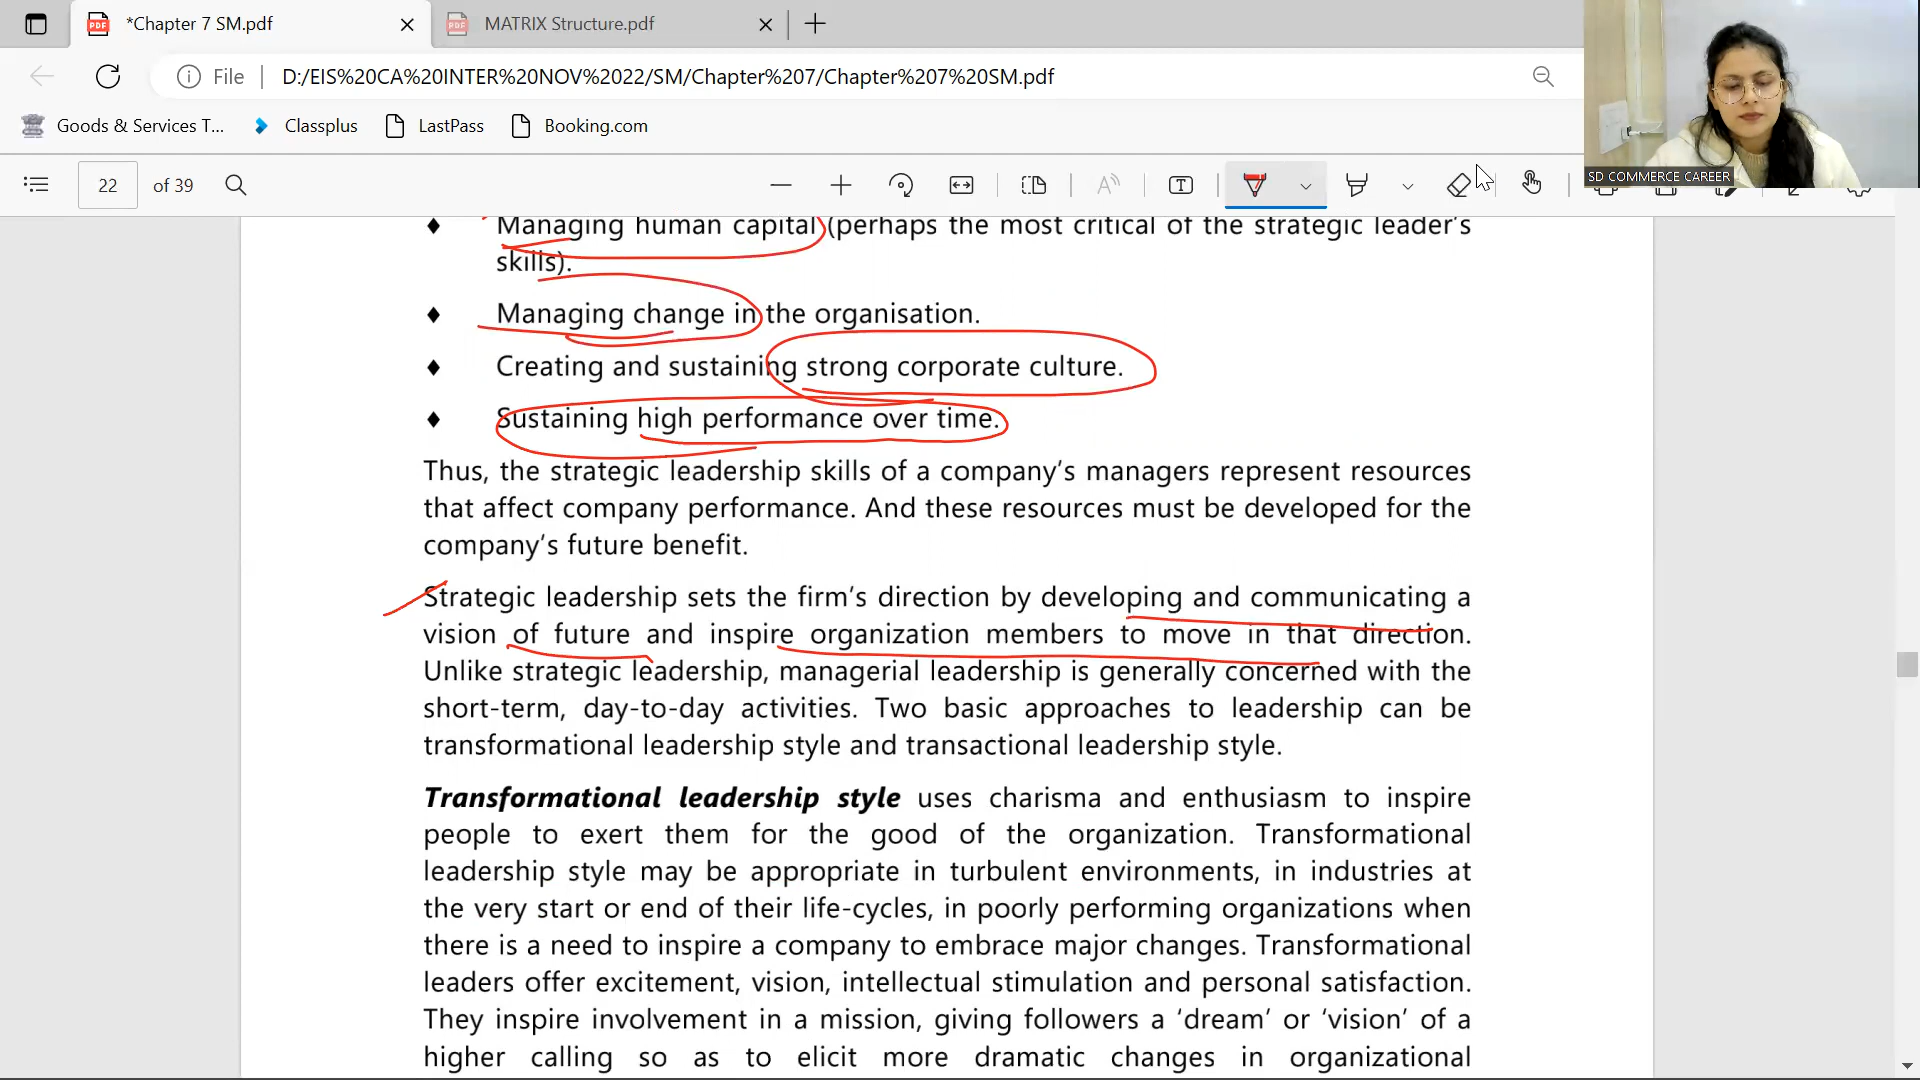 *Chapter 7 SM.pdf
MATRIX Structure.pdf
File
D:/EIS%20CA%20INTER%20NOV%2022/SM/Chapter%207/Chapter%207%20SM.pdf
Goods & Services T...
Classplus
LastPass
Booking.com
22
of 39
SD COMMERCE CAREER
♦ Managing human capital (perhaps the most critical of the strategic leader's
skills).
♦ Managing change in the organisation.
♦ Creating and sustaining strong corporate culture.
♦ Sustaining high performance over time.
Thus, the strategic leadership skills of a company's managers represent resources
that affect company performance. And these resources must be developed for the
company's future benefit.
Strategic leadership sets the firm's direction by developing and communicating a
vision of future and inspire organization members to move in that direction.
Unlike strategic leadership, managerial leadership is generally concerned with the
short-term, day-to-day activities. Two basic approaches to leadership can be
transformational leadership style and transactional leadership style.
Transformational leadership style uses charisma and enthusiasm to inspire
people to exert them for the good of the organization. Transformational
leadership style may be appropriate in turbulent environments, in industries at
the very start or end of their life-cycles, in poorly performing organizations when
there is a need to inspire a company to embrace major changes. Transformational
leaders offer excitement, vision, intellectual stimulation and personal satisfaction.
They inspire involvement in a mission, giving followers a 'dream' or 'vision' of a
higher calling so as to elicit more dramatic changes in organizational